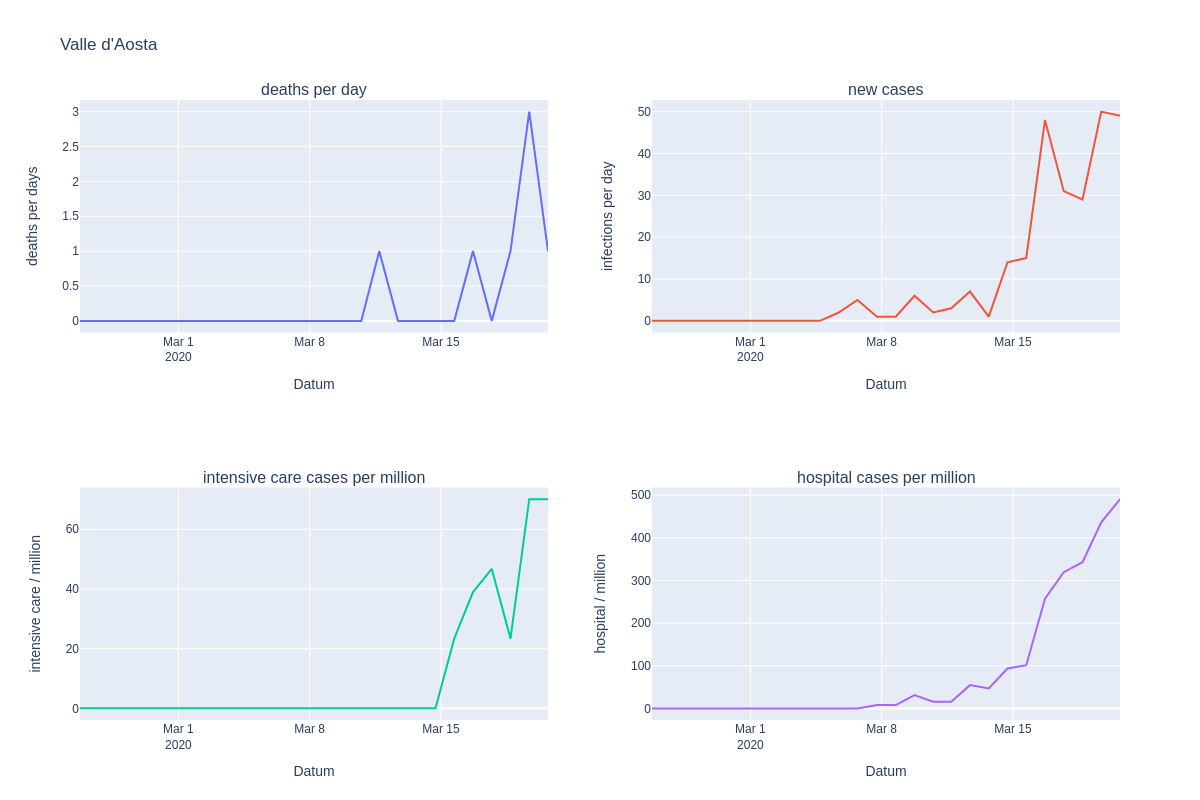 Valle d'Aosta
deaths per day
deaths per days
3
2.5
2
1.5
1
0.5
0
Mar 1
2020
Mar 8
Mar 15
Datum
new cases
infections per day
50
40
30
20
10
0
Mar 1
2020
Mar 8
Mar 15
Datum
intensive care cases per million
intensive care / million
60
40
20
0
Mar 1
2020
Mar 8
Mar 15
Datum
hospital cases per million
hospital / million
500
400
300
200
100
0
Mar 1
2020
Mar 8
Mar 15
Datum